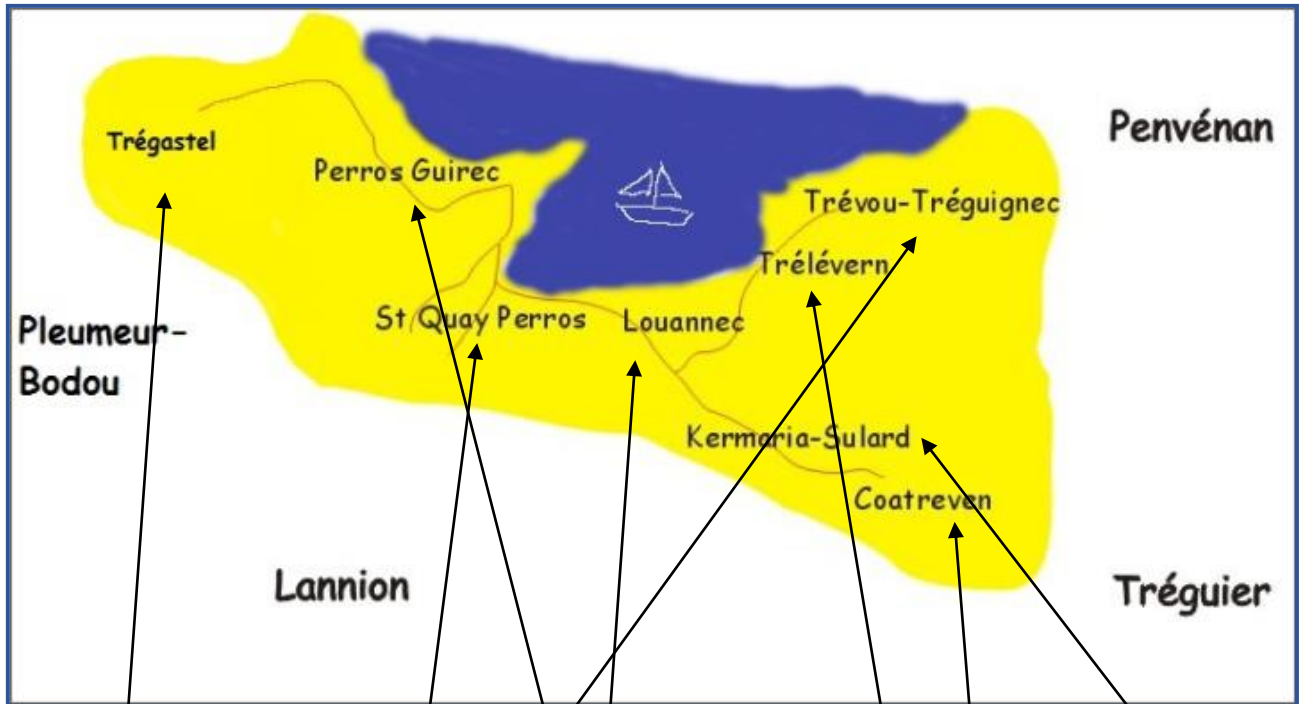 Penvénan
Trégastel
Perros Guirec
Trévou-Tréguignec
Trélévern
St Quay Perros
Louannec
Pleumeur-
Bodou
Kermaria-Sulard
Coatreven
Lannion
Tréguier